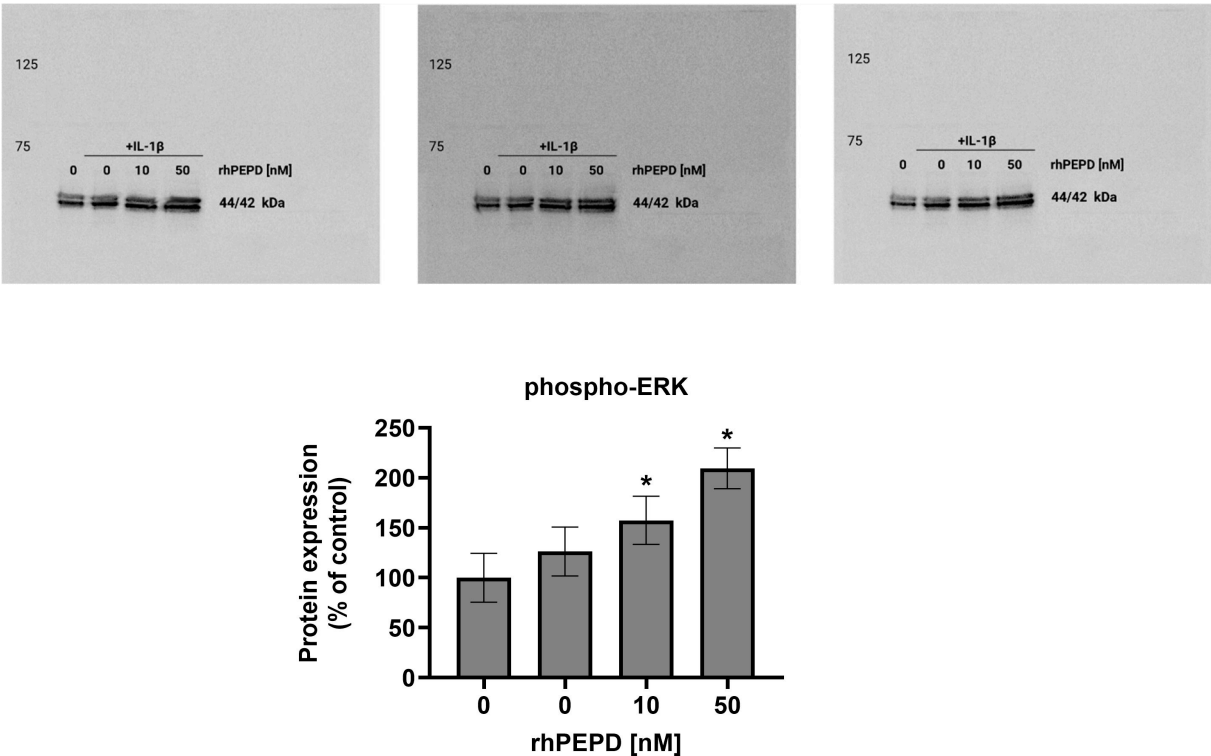 125
75
+IL-1β
0 0 10 50 rhPEPD [nM]
44/42 kDa
125
75
+IL-1β
0 0 10 50 rhPEPD [nM]
44/42 kDa
125
75
+IL-1β
0 0 10 50 rhPEPD [nM]
44/42 kDa
phospho-ERK
Protein expression
(% of control)
250
200
150
100
50
0
*
*
0 0 10 50
rhPEPD [nM]